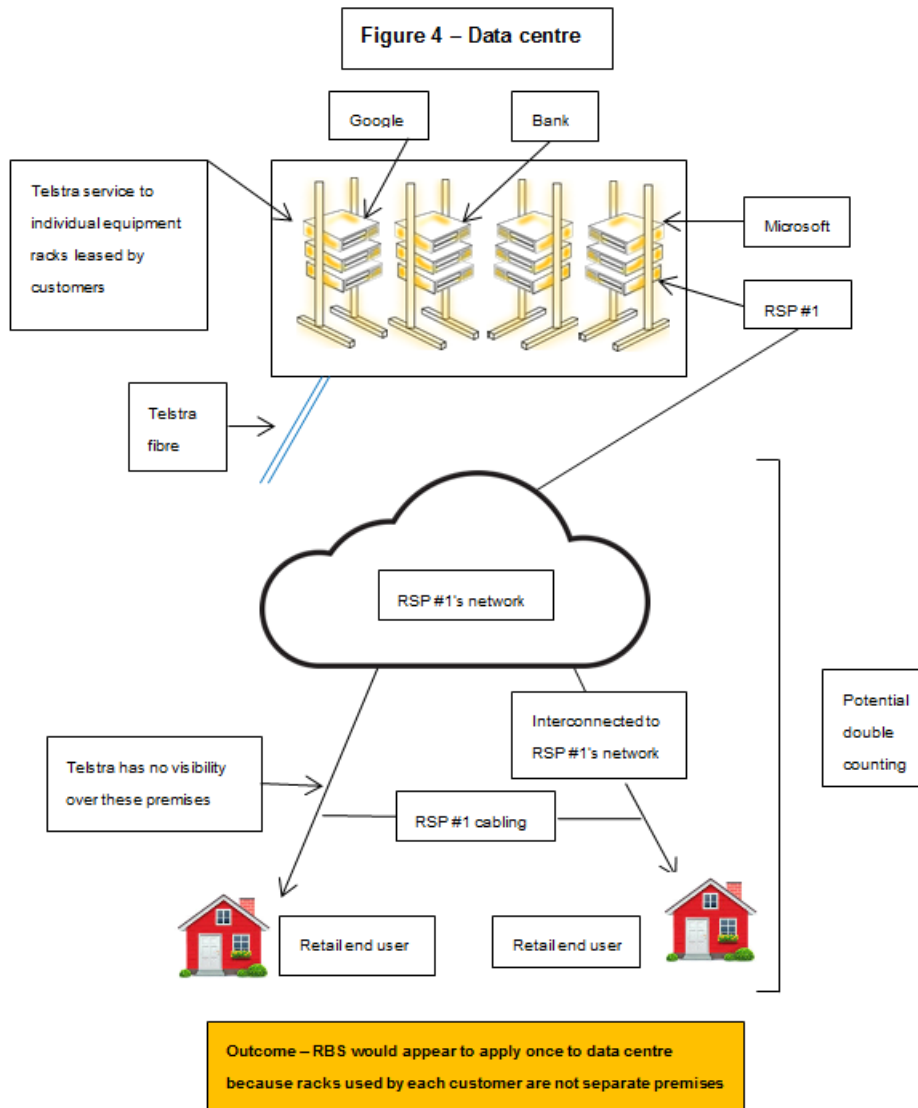 Figure 4 – Data centre
Google
Bank
Telstra service to
individual equipment
racks leased by
customers
Microsoft
RSP #1
Telstra
fibre
RSP #1's network
Interconnected to
RSP #1's network
Potential
double
counting
Telstra has no visibility
over these premises
RSP #1 cabling
Retail end user
Retail end user
Outcome – RBS would appear to apply once to data centre
because racks used by each customer are not separate premises